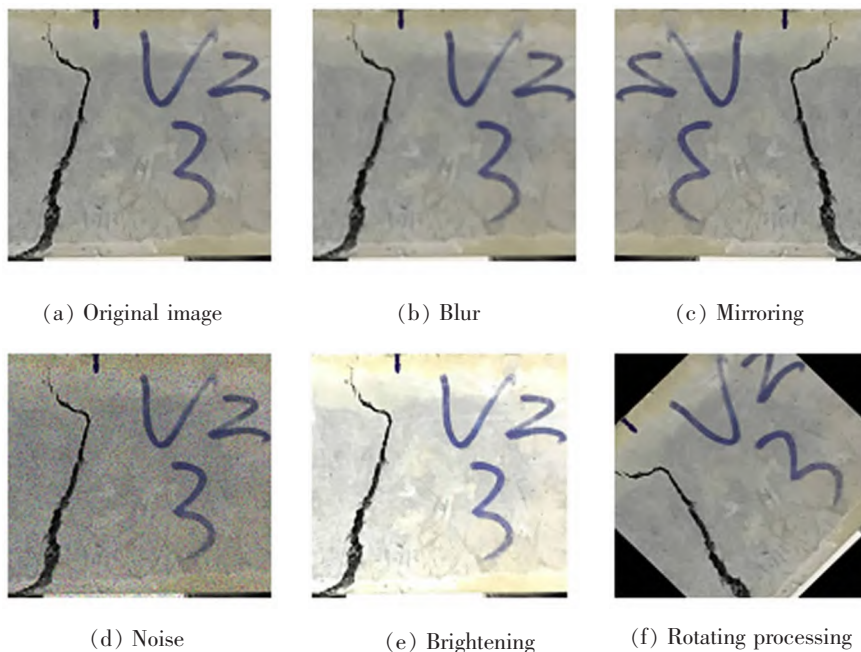 V2 V2 V2
3 3 3
(a) Original image (b) Blur (c) Mirroring
V2 V2 V2
3 3 3
(d) Noise (e) Brightening (f) Rotating processing